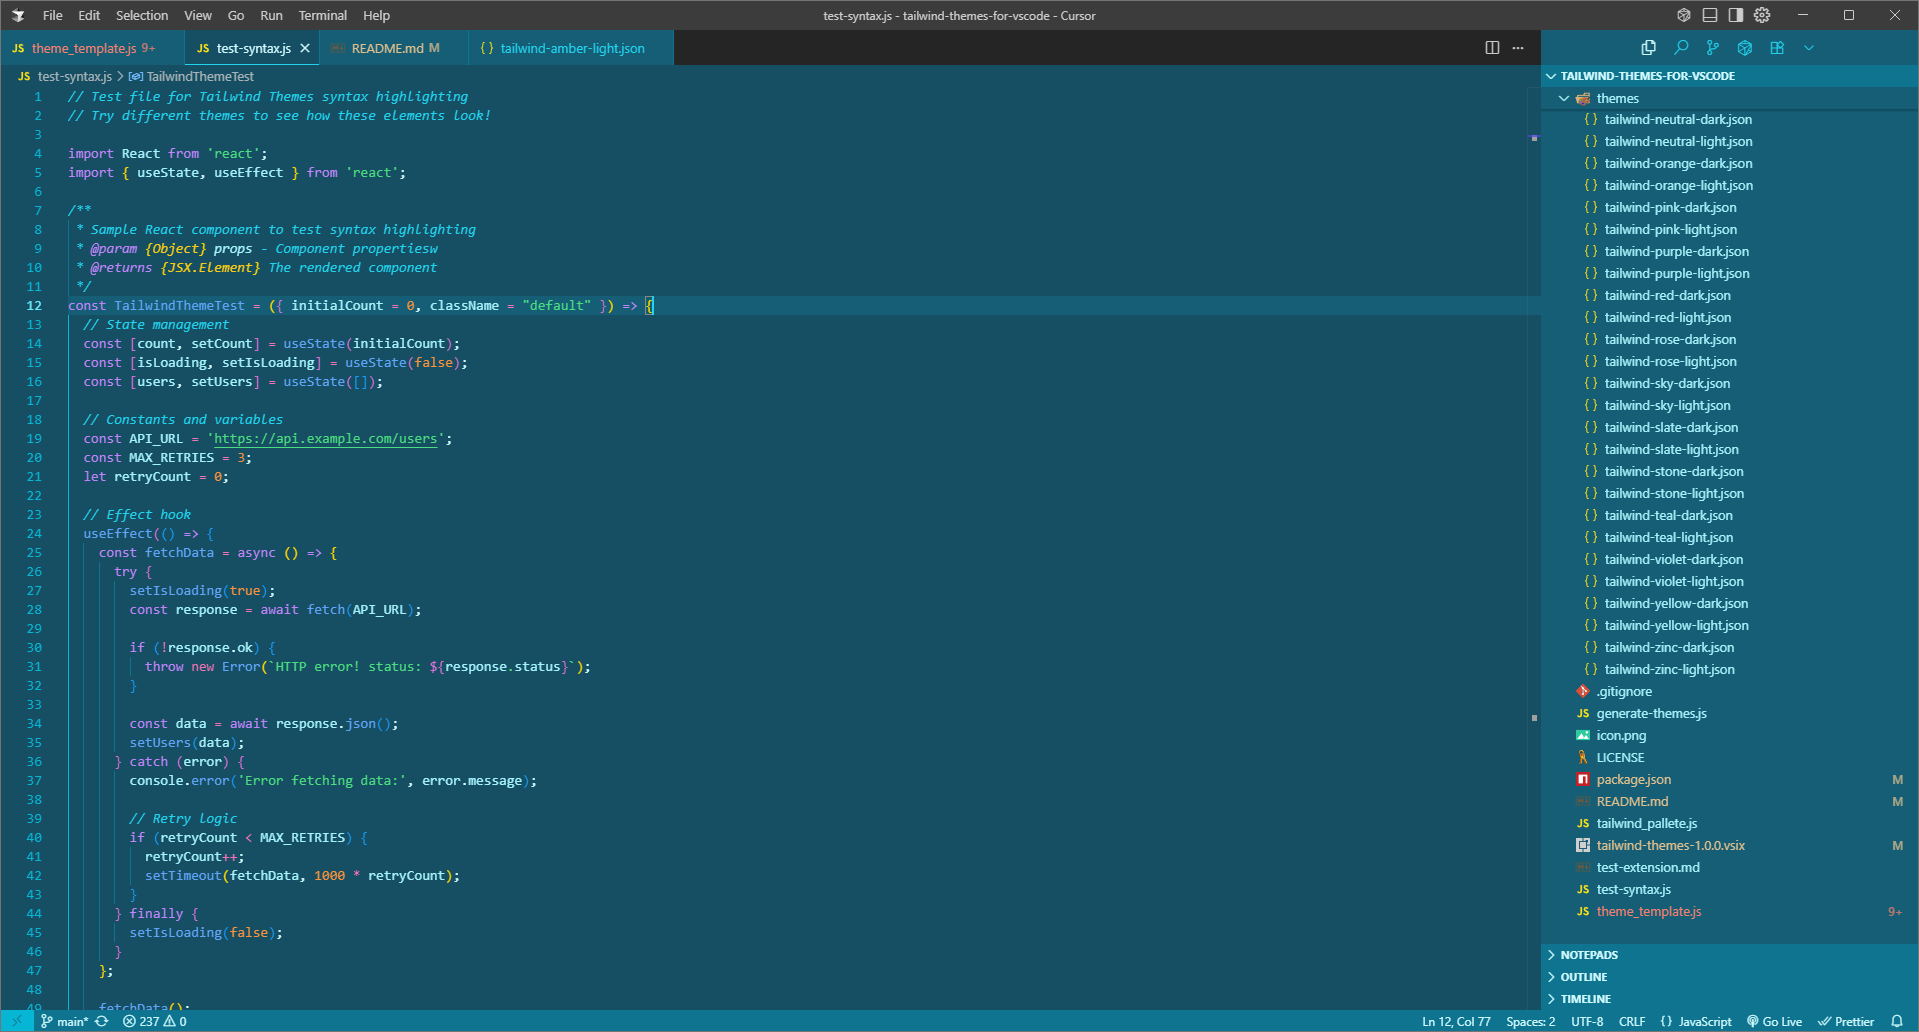 File Edit Selection View Go Run Terminal Help
test-syntax.js - tailwind-themes-for-vscode - Cursor
JS theme_template.js 9+
JS test-syntax.js
README.md M
{} tailwind-amber-light.json
JS test-syntax.js > TailwindThemeTest
1 // Test file for Tailwind Themes syntax highlighting
2 // Try different themes to see how these elements look!
3
4 import React from 'react';
5 import { useState, useEffect } from 'react';
6
7 /**
8 * Sample React component to test syntax highlighting
9 * @param {Object} props - Component propertiesw
10 * @returns {JSX.Element} The rendered component
11 */
12 const TailwindThemeTest = ({ initialCount = 0, className = "default" }) => {
13 // State management
14 const [count, setCount] = useState(initialCount);
15 const [isLoading, setIsLoading] = useState(false);
16 const [users, setUsers] = useState([]);
17
18 // Constants and variables
19 const API_URL = 'https://api.example.com/users';
20 const MAX_RETRIES = 3;
21 let retryCount = 0;
22
23 // Effect hook
24 useEffect(() => {
25 const fetchData = async () => {
26 try {
27 setIsLoading(true);
28 const response = await fetch(API_URL);
29
30 if (!response.ok) {
31 throw new Error(`HTTP error! status: ${response.status}`);
32 }
33
34 const data = await response.json();
35 setUsers(data);
36 } catch (error) {
37 console.error('Error fetching data:', error.message);
38
39 // Retry logic
40 if (retryCount < MAX_RETRIES) {
41 retryCount++;
42 setTimeout(fetchData, 1000 * retryCount);
43 }
44 } finally {
45 setIsLoading(false);
46 }
47 };
48
49 fetchData();
TAILWIND-THEMES-FOR-VSCODE
themes
{} tailwind-neutral-dark.json
{} tailwind-neutral-light.json
{} tailwind-orange-dark.json
{} tailwind-orange-light.json
{} tailwind-pink-dark.json
{} tailwind-pink-light.json
{} tailwind-purple-dark.json
{} tailwind-purple-light.json
{} tailwind-red-dark.json
{} tailwind-red-light.json
{} tailwind-rose-dark.json
{} tailwind-rose-light.json
{} tailwind-sky-dark.json
{} tailwind-sky-light.json
{} tailwind-slate-dark.json
{} tailwind-slate-light.json
{} tailwind-stone-dark.json
{} tailwind-stone-light.json
{} tailwind-teal-dark.json
{} tailwind-teal-light.json
{} tailwind-violet-dark.json
{} tailwind-violet-light.json
{} tailwind-yellow-dark.json
{} tailwind-yellow-light.json
{} tailwind-zinc-dark.json
{} tailwind-zinc-light.json
.gitignore
JS generate-themes.js
icon.png
LICENSE
package.json M
README.md M
JS tailwind_pallete.js
tailwind-themes-1.0.0.vsix M
test-extension.md
JS test-syntax.js
JS theme_template.js 9+
NOTEPADS
OUTLINE
TIMELINE
main* 237 0
Ln 12, Col 77 Spaces: 2 UTF-8 CRLF {} JavaScript Go Live Prettier